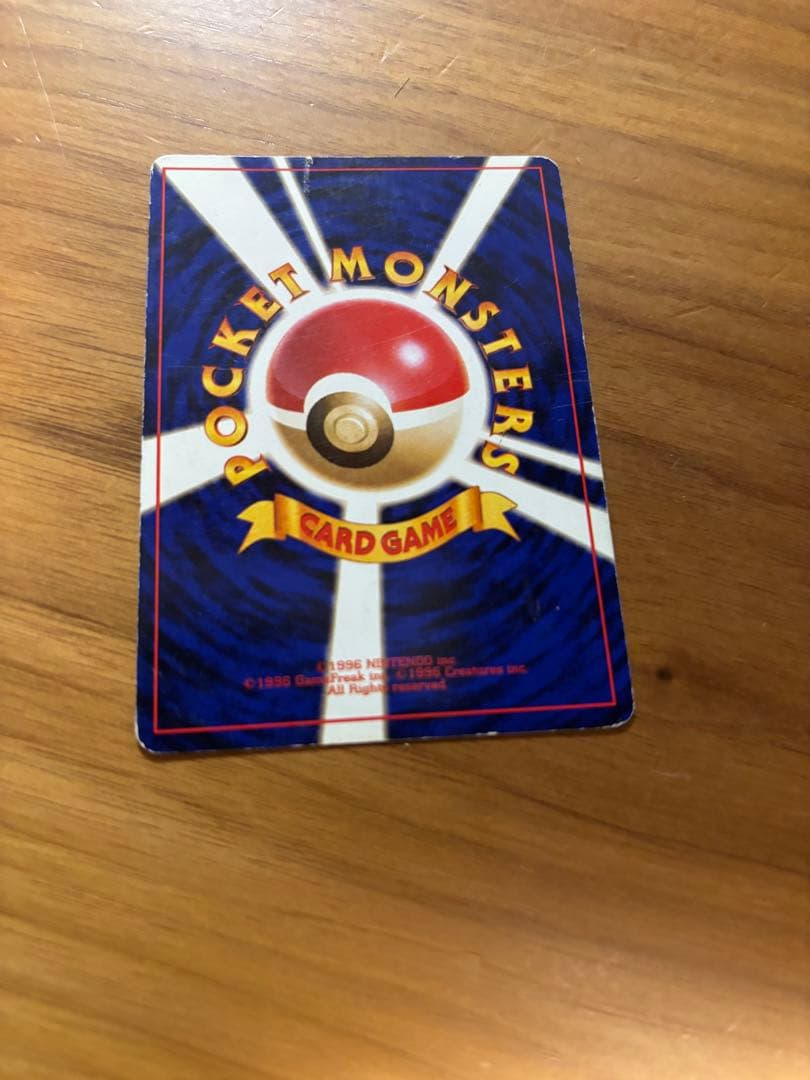 POCKET MONSTERS
CARD GAME
©1996 NINTENDO inc.
©1996 GameFreak inc. ©1996 Creatures inc.
All Rights reserved.